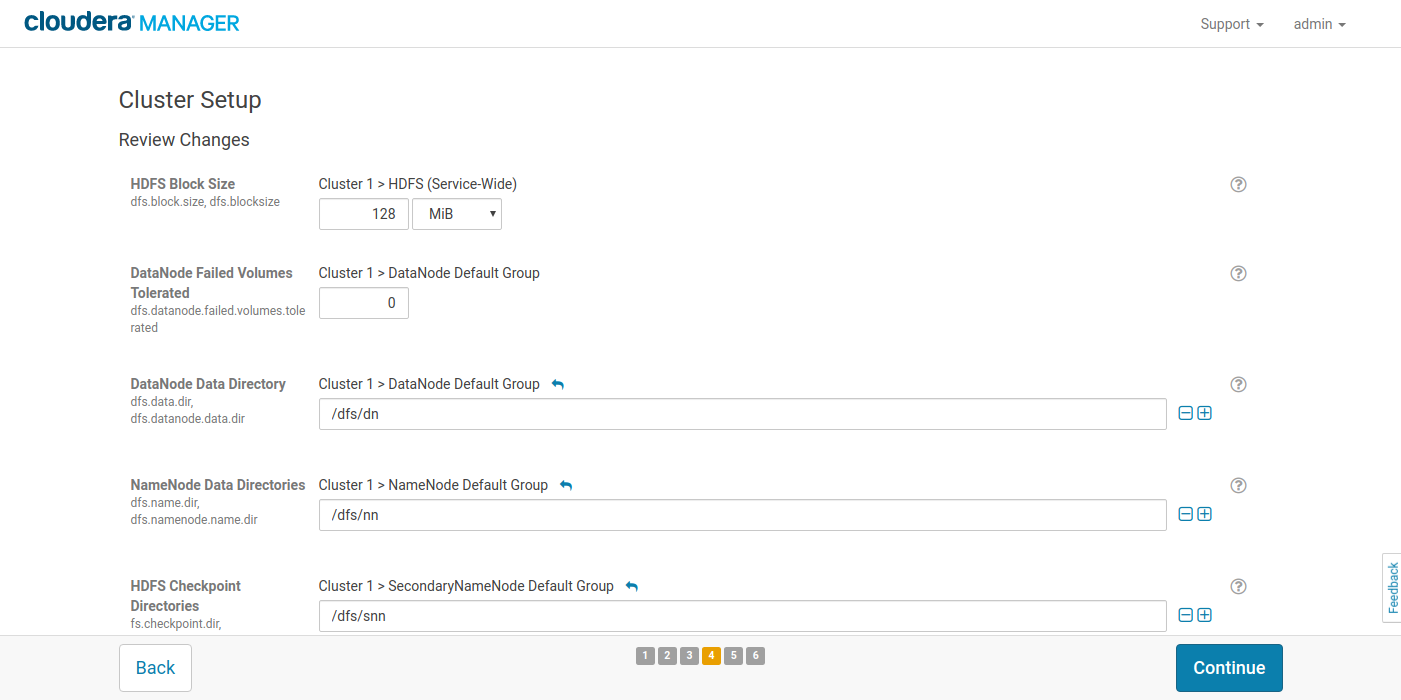 cloudera MANAGER
Support
admin
Cluster Setup
Review Changes
HDFS Block Size
dfs.block.size, dfs.blocksize
Cluster 1 > HDFS (Service-Wide)
128
MiB
DataNode Failed Volumes
Tolerated
dfs.datanode.failed.volumes.tole
rated
Cluster 1 > DataNode Default Group
0
DataNode Data Directory
dfs.data.dir,
dfs.datanode.data.dir
Cluster 1 > DataNode Default Group
/dfs/dn
NameNode Data Directories
dfs.name.dir,
dfs.namenode.name.dir
Cluster 1 > NameNode Default Group
/dfs/nn
HDFS Checkpoint
Directories
fs.checkpoint.dir,
Cluster 1 > SecondaryNameNode Default Group
/dfs/snn
Feedback
Back
1 2 3 4 5 6
Continue